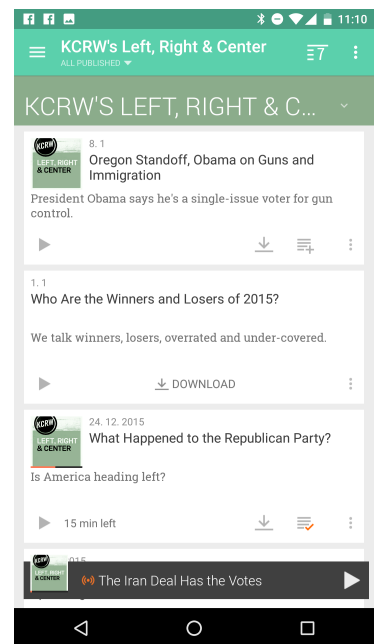 11:10
KCRW's Left, Right & Center
ALL PUBLISHED
7
KCRW'S LEFT, RIGHT & C...
KCRW
LEFT, RIGHT
& CENTER
8. 1
Oregon Standoff, Obama on Guns and
Immigration
President Obama says he's a single-issue voter for gun
control.
1. 1
Who Are the Winners and Losers of 2015?
We talk winners, losers, overrated and under-covered.
DOWNLOAD
KCRW
LEFT, RIGHT
& CENTER
24. 12. 2015
What Happened to the Republican Party?
Is America heading left?
15 min left
KCRW
LEFT, RIGHT
& CENTER
2015
The Iran Deal Has the Votes